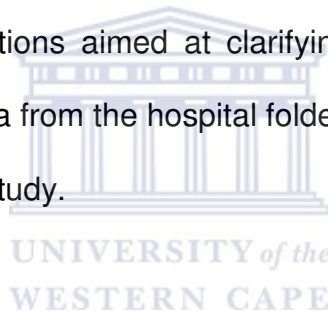 tions aimed at clarifyin
a from the hospital folde
tudy.
UNIVERSITY of the
WESTERN CAPE